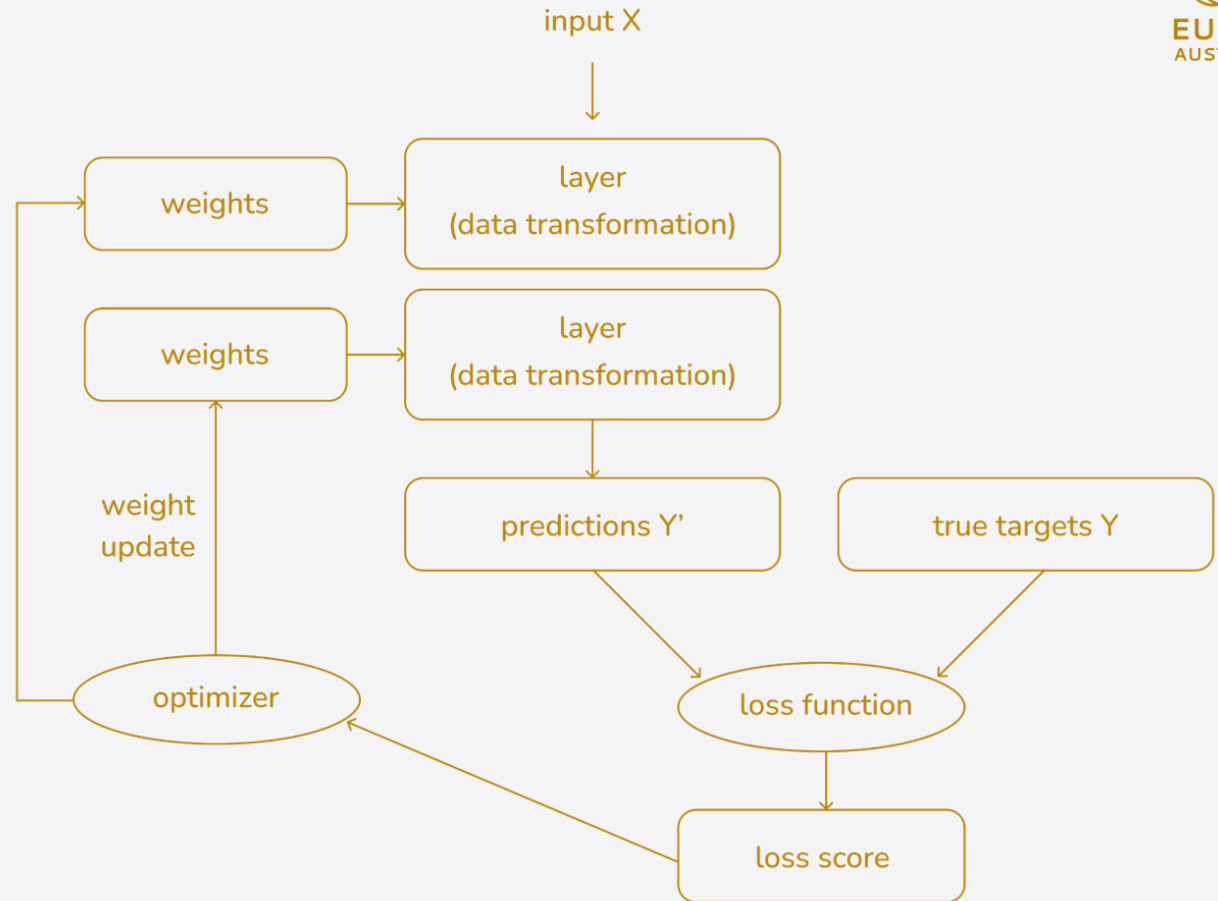 input X
EU
AUS
weights
layer
(data transformation)
weights
layer
(data transformation)
weight
update
predictions Y’
true targets Y
optimizer
loss function
loss score